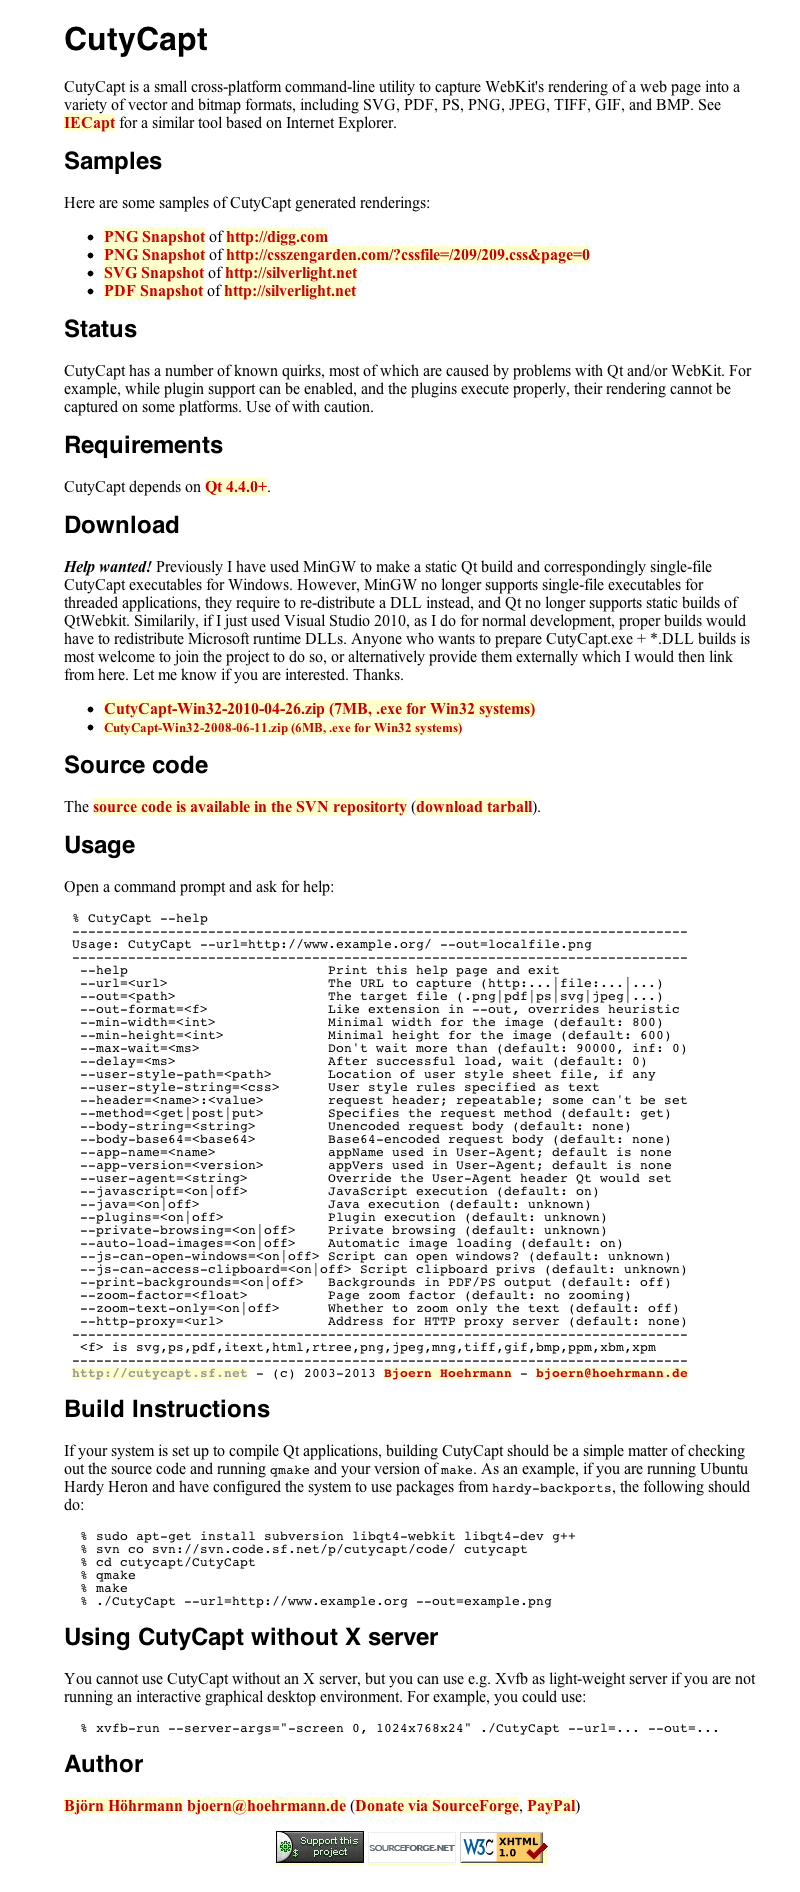 CutyCapt
CutyCapt is a small cross-platform command-line utility to capture WebKit's rendering of a web page into a
variety of vector and bitmap formats, including SVG, PDF, PS, PNG, JPEG, TIFF, GIF, and BMP. See
IECapt for a similar tool based on Internet Explorer.
Samples
Here are some samples of CutyCapt generated renderings:
• PNG Snapshot of http://digg.com
• PNG Snapshot of http://csszengarden.com/?cssfile=/209/209.css&page=0
• SVG Snapshot of http://silverlight.net
• PDF Snapshot of http://silverlight.net
Status
CutyCapt has a number of known quirks, most of which are caused by problems with Qt and/or WebKit. For
example, while plugin support can be enabled, and the plugins execute properly, their rendering cannot be
captured on some platforms. Use of with caution.
Requirements
CutyCapt depends on Qt 4.4.0+.
Download
Help wanted! Previously I have used MinGW to make a static Qt build and correspondingly single-file
CutyCapt executables for Windows. However, MinGW no longer supports single-file executables for
threaded applications, they require to re-distribute a DLL instead, and Qt no longer supports static builds of
QtWebkit. Similarily, if I just used Visual Studio 2010, as I do for normal development, proper builds would
have to redistribute Microsoft runtime DLLs. Anyone who wants to prepare CutyCapt.exe + *.DLL builds is
most welcome to join the project to do so, or alternatively provide them externally which I would then link
from here. Let me know if you are interested. Thanks.
• CutyCapt-Win32-2010-04-26.zip (7MB, .exe for Win32 systems)
• CutyCapt-Win32-2008-06-11.zip (6MB, .exe for Win32 systems)
Source code
The source code is available in the SVN repositorty (download tarball).
Usage
Open a command prompt and ask for help:
% CutyCapt --help
-----------------------------------------------------------------------------
Usage: CutyCapt --url=http://www.example.org/ --out=localfile.png
-----------------------------------------------------------------------------
--help                         Print this help page and exit
--url=<url>                    The URL to capture (http:...|file:...|...)
--out=<path>                   The target file (.png|pdf|ps|svg|jpeg|...)
--out-format=<f>               Like extension in --out, overrides heuristic
--min-width=<int>              Minimal width for the image (default: 800)
--min-height=<int>             Minimal height for the image (default: 600)
--max-wait=<ms>                Don't wait more than (default: 90000, inf: 0)
--delay=<ms>                   After successful load, wait (default: 0)
--user-style-path=<path>       Location of user style sheet file, if any
--user-style-string=<css>      User style rules specified as text
--header=<name>:<value>        request header; repeatable; some can't be set
--method=<get|post|put>        Specifies the request method (default: get)
--body-string=<string>         Unencoded request body (default: none)
--body-base64=<base64>         Base64-encoded request body (default: none)
--app-name=<name>              appName used in User-Agent; default is none
--app-version=<version>        appVers used in User-Agent; default is none
--user-agent=<string>          Override the User-Agent header Qt would set
--javascript=<on|off>          JavaScript execution (default: on)
--java=<on|off>                Java execution (default: unknown)
--plugins=<on|off>             Plugin execution (default: unknown)
--private-browsing=<on|off>    Private browsing (default: unknown)
--auto-load-images=<on|off>    Automatic image loading (default: on)
--js-can-open-windows=<on|off> Script can open windows? (default: unknown)
--js-can-access-clipboard=<on|off> Script clipboard privs (default: unknown)
--print-backgrounds=<on|off>   Backgrounds in PDF/PS output (default: off)
--zoom-factor=<float>          Page zoom factor (default: no zooming)
--zoom-text-only=<on|off>      Whether to zoom only the text (default: off)
--http-proxy=<url>             Address for HTTP proxy server (default: none)
-----------------------------------------------------------------------------
<f> is svg,ps,pdf,itext,html,rtree,png,jpeg,mng,tiff,gif,bmp,ppm,xbm,xpm
-----------------------------------------------------------------------------
http://cutycapt.sf.net - (c) 2003-2013 Bjoern Hoehrmann - bjoern@hoehrmann.de
Build Instructions
If your system is set up to compile Qt applications, building CutyCapt should be a simple matter of checking
out the source code and running qmake and your version of make. As an example, if you are running Ubuntu
Hardy Heron and have configured the system to use packages from hardy-backports, the following should
do:
% sudo apt-get install subversion libqt4-webkit libqt4-dev g++
% svn co svn://svn.code.sf.net/p/cutycapt/code/ cutycapt
% cd cutycapt/CutyCapt
% qmake
% make
% ./CutyCapt --url=http://www.example.org --out=example.png
Using CutyCapt without X server
You cannot use CutyCapt without an X server, but you can use e.g. Xvfb as light-weight server if you are not
running an interactive graphical desktop environment. For example, you could use:
% xvfb-run --server-args="-screen 0, 1024x768x24" ./CutyCapt --url=... --out=...
Author
Björn Höhrmann bjoern@hoehrmann.de (Donate via SourceForge, PayPal)
$ Support this project SOURCEFORGE.NET W3C XHTML 1.0